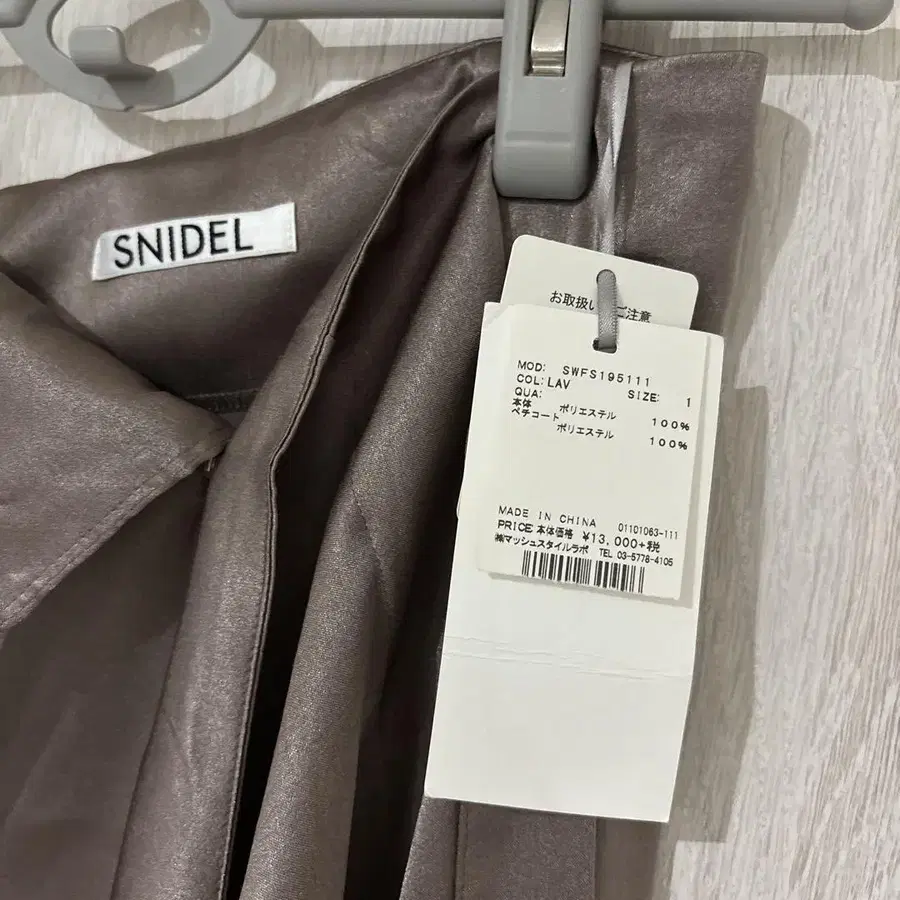 SNIDEL
お取扱い ご注意
MOD: SWFS195111
COL: LAV SIZE: 1
QUA:
本体 ポリエステル 100%
ペチコート ポリエステル 100%
MADE IN CHINA 01101063-111
PRICE 本体価格 ¥13,000+税
㈱マッシュスタイルラボ TEL 03-5778-4105